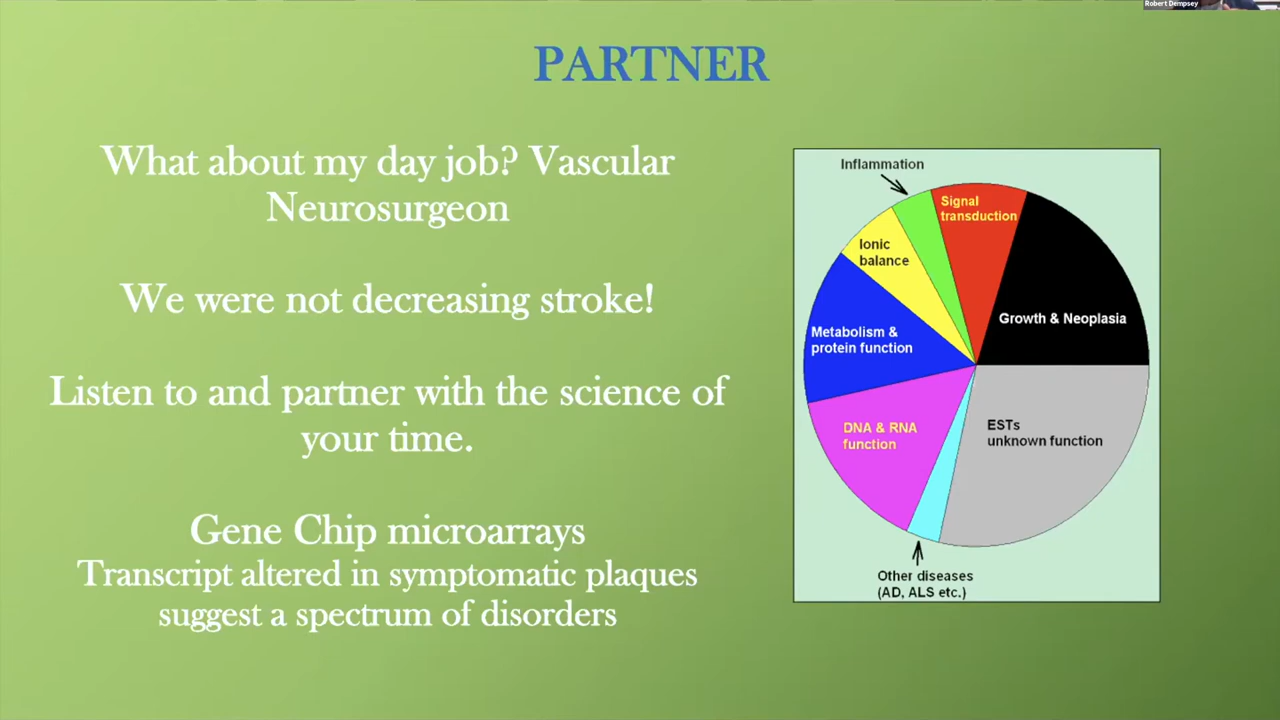 Robert Dempsey
PARTNER
What about my day job? Vascular
Neurosurgeon
We were not decreasing stroke!
Listen to and partner with the science of
your time.
Gene Chip microarrays
Transcript altered in symptomatic plaques
suggest a spectrum of disorders
Inflammation
Signal
transduction
Ionic
balance
Growth & Neoplasia
Metabolism &
protein function
DNA & RNA
function
ESTs
unknown function
Other diseases
(AD, ALS etc.)